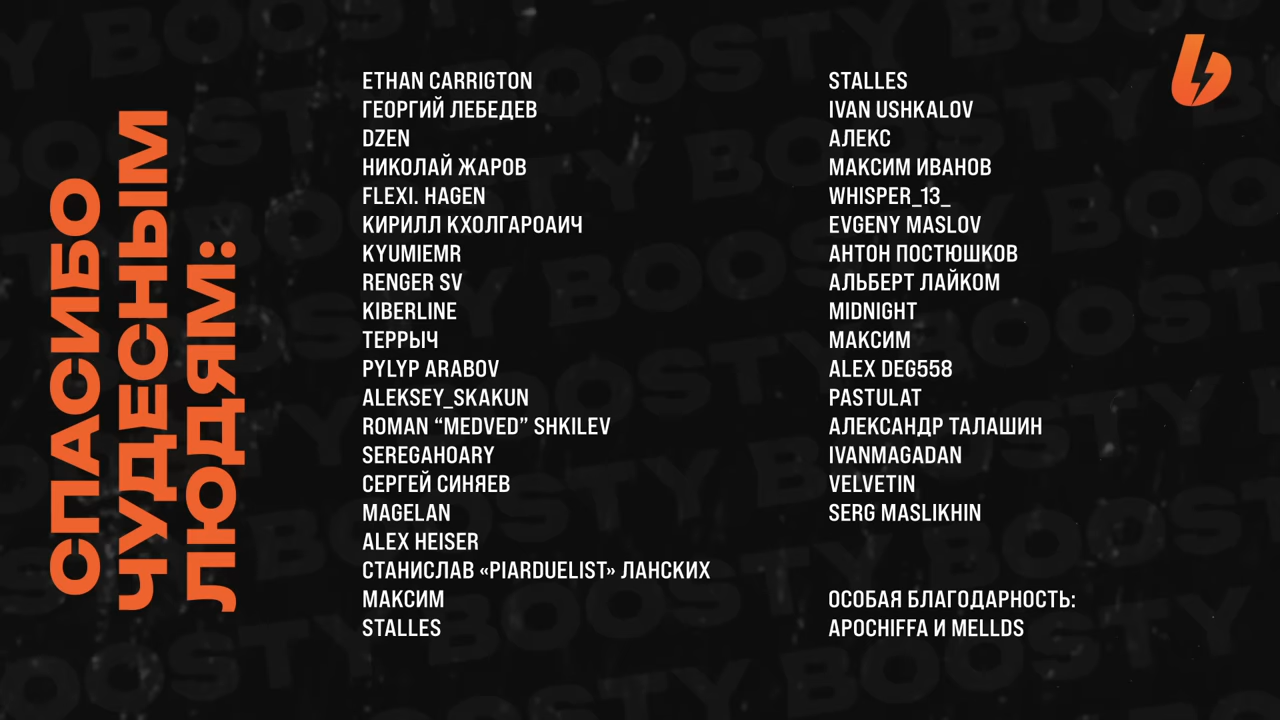 СПАСИБО
ЧУДЕСНЫМ
ЛЮДЯМ:
ETHAN CARRIGTON
ГЕОРГИЙ ЛЕБЕДЕВ
DZEN
НИКОЛАЙ ЖАРОВ
FLEXI. HAGEN
КИРИЛЛ КХОЛГАРОАИЧ
KYUMIEMR
RENGER SV
KIBERLINE
ТЕРРЫЧ
PYLYP ARABOV
ALEKSEY_SKAKUN
ROMAN “MEDVED” SHKILEV
SEREGAHOARY
СЕРГЕЙ СИНЯЕВ
MAGELAN
ALEX HEISER
СТАНИСЛАВ «PIARDUELIST» ЛАНСКИХ
МАКСИМ
STALLES
STALLES
IVAN USHKALOV
АЛЕКС
МАКСИМ ИВАНОВ
WHISPER_13_
EVGENY MASLOV
АНТОН ПОСТЮШКОВ
АЛЬБЕРТ ЛАЙКОМ
MIDNIGHT
МАКСИМ
ALEX DEG558
PASTULAT
АЛЕКСАНДР ТАЛАШИН
IVANMAGADAN
VELVETIN
SERG MASLIKHIN
ОСОБАЯ БЛАГОДАРНОСТЬ:
APOCHIFFA И MELLDS